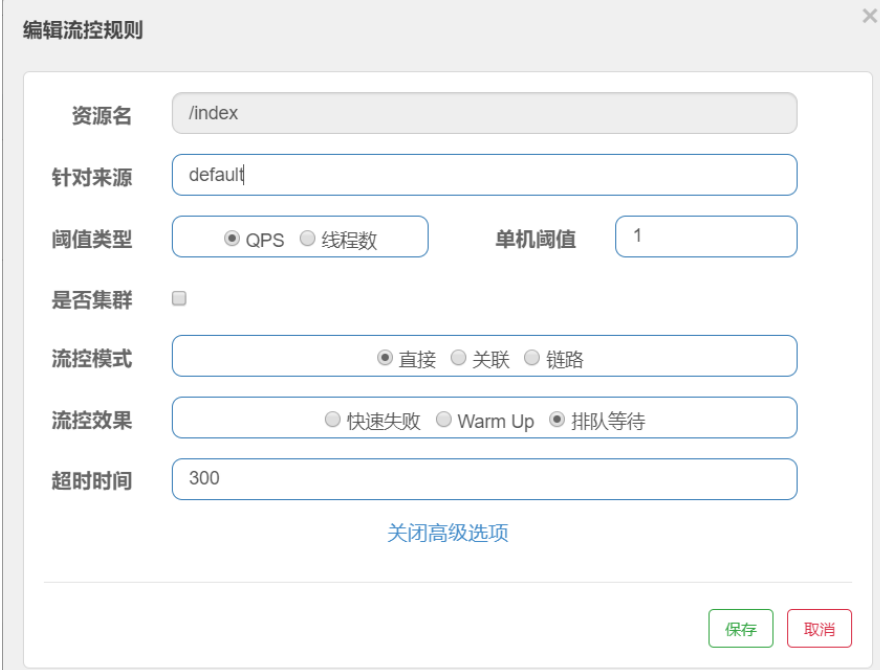 编辑流控规则 ×
资源名 /index
针对来源 default
阈值类型 QPS 线程数 单机阈值 1
是否集群
流控模式 直接 关联 链路
流控效果 快速失败 Warm Up 排队等待
超时时间 300
关闭高级选项
保存 取消